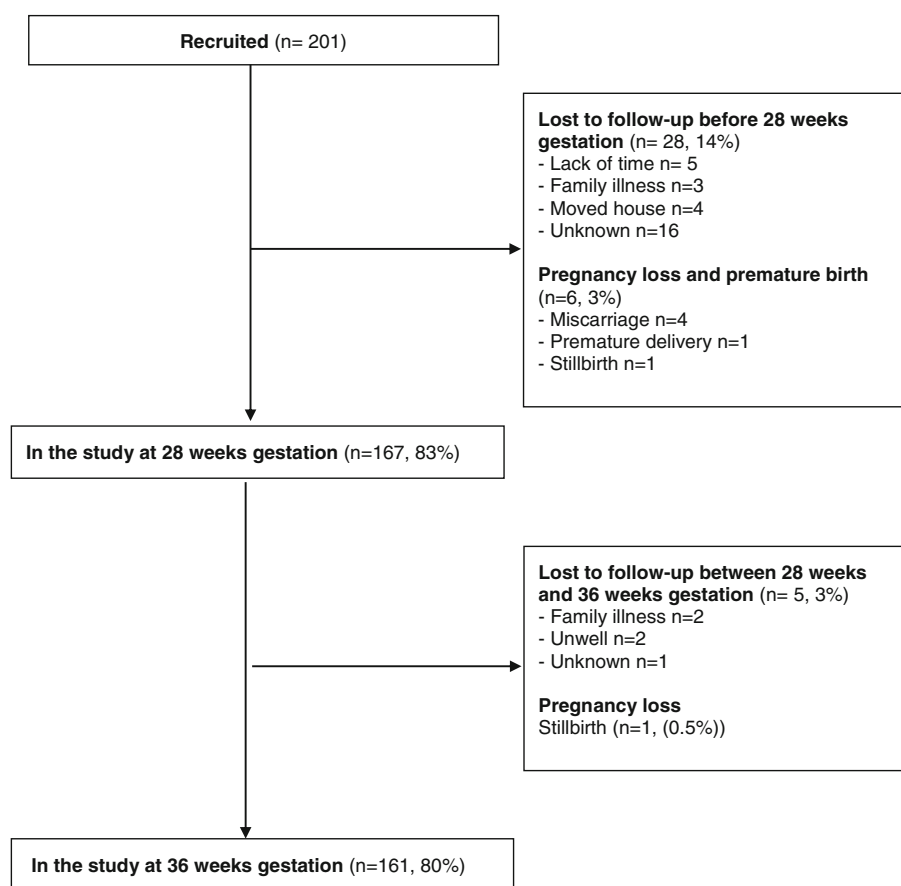 Recruited (n= 201)
Lost to follow-up before 28 weeks
gestation (n= 28, 14%)
- Lack of time n= 5
- Family illness n=3
- Moved house n=4
- Unknown n=16
Pregnancy loss and premature birth
(n=6, 3%)
- Miscarriage n=4
- Premature delivery n=1
- Stillbirth n=1
In the study at 28 weeks gestation (n=167, 83%)
Lost to follow-up between 28 weeks
and 36 weeks gestation (n= 5, 3%)
- Family illness n=2
- Unwell n=2
- Unknown n=1
Pregnancy loss
Stillbirth (n=1, (0.5%))
In the study at 36 weeks gestation (n=161, 80%)